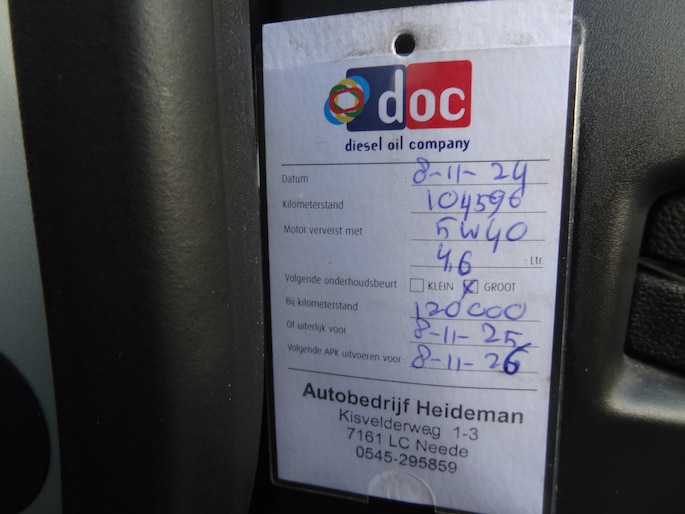 doc
diesel oil company
Datum 8-11-24
Kilometerstand 104596
Motor ververst met 5W40
4,6 Ltr.
Volgende onderhoudsbeurt KLEIN GROOT
Bij kilometerstand 120000
Of uiterlijk voor 8-11-25
Volgende APK uitvoeren voor 8-11-26
Autobedrijf Heideman
Kisvelderweg 1-3
7161 LC Neede
0545-295859